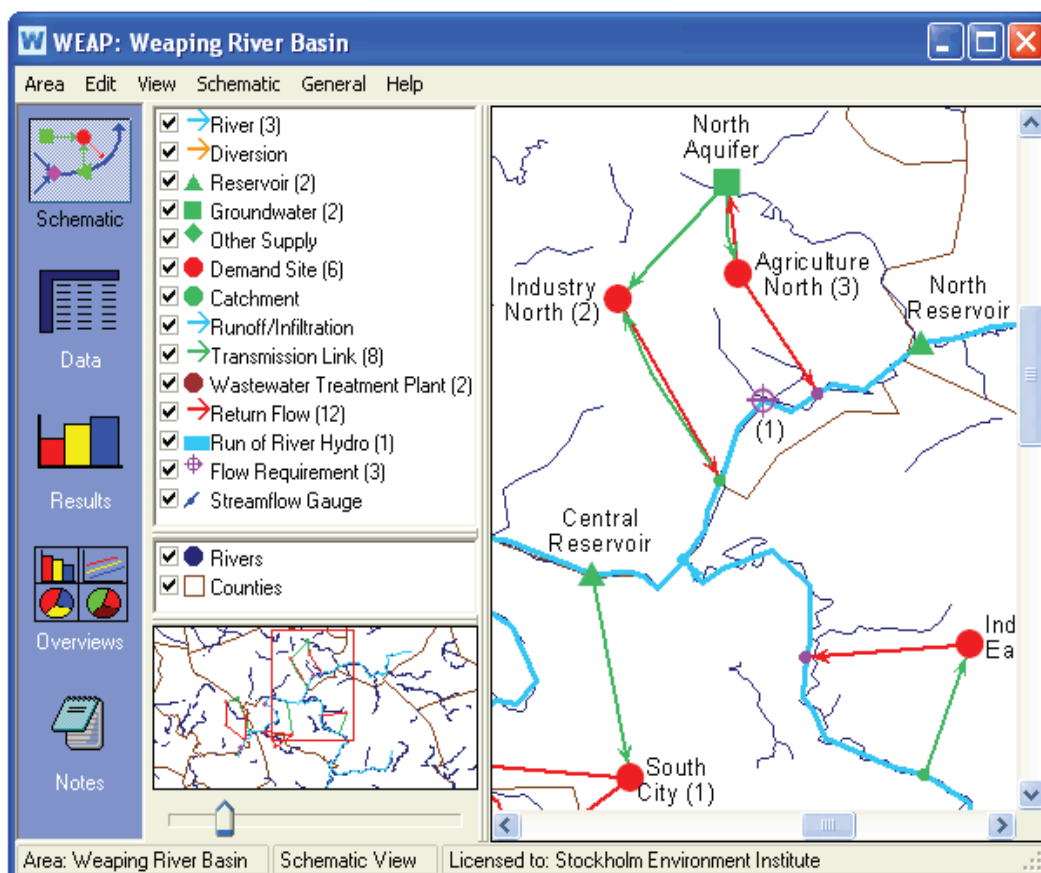 WEAP: Weaping River Basin
Area Edit View Schematic General Help
Schematic
Data
Results
Overviews
Notes
River (3)
Diversion
Reservoir (2)
Groundwater (2)
Other Supply
Demand Site (6)
Catchment
Runoff/Infiltration
Transmission Link (8)
Wastewater Treatment Plant (2)
Return Flow (12)
Run of River Hydro (1)
Flow Requirement (3)
Streamflow Gauge
Rivers
Counties
North
Aquifer
Industry
North (2)
Agriculture
North (3)
North
Reservoir
(1)
Central
Reservoir
Ind
Ea
South
City (1)
Area: Weaping River Basin Schematic View Licensed to: Stockholm Environment Institute